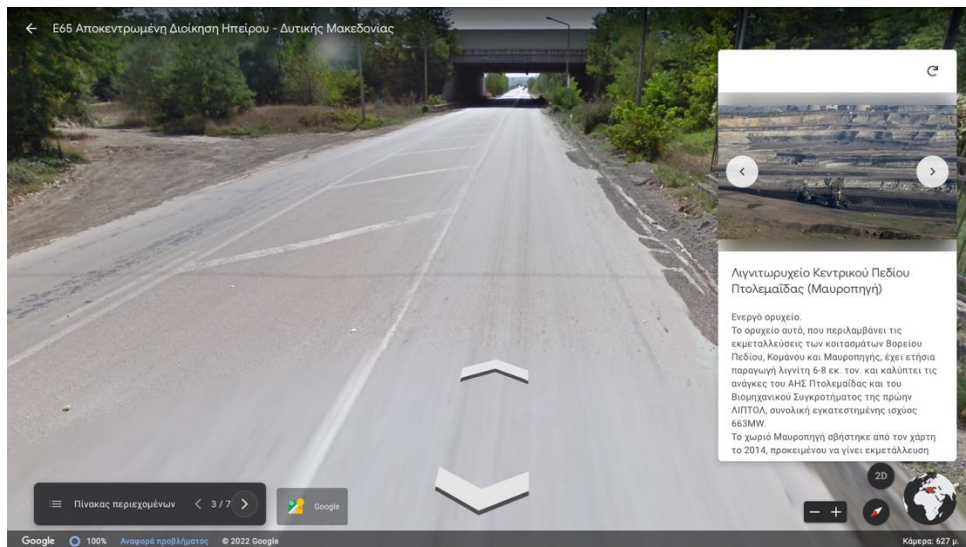 Ε65 Αποκεντρωμένη Διοίκηση Ηπείρου - Δυτικής Μακεδονίας
Λιγνιτωρυχείο Κεντρικού Πεδίου
Πτολεμαΐδας (Μαυροπηγή)
Ενεργό ορυχείο.
Το ορυχείο αυτό, που περιλαμβάνει τις
εκμεταλλεύσεις των κοιτασμάτων Βορείου
Πεδίου, Κομάνου και Μαυροπηγής, έχει ετήσια
παραγωγή λιγνίτη 6-8 εκ. τον. και καλύπτει τις
ανάγκες του ΑΗΣ Πτολεμαΐδας και του
Βιομηχανικού Συγκροτήματος της πρώην
ΛΙΠΤΟΛ, συνολική εγκατεστημένης ισχύος
663MW.
Το χωριό Μαυροπηγή σβήστηκε από τον χάρτη
το 2014, προκειμένου να γίνει εκμετάλλευση
2D
Πίνακας περιεχομένων 3 / 7
Google
Google 100% Αναφορά προβλήματος © 2022 Google Κάμερα: 627 μ.